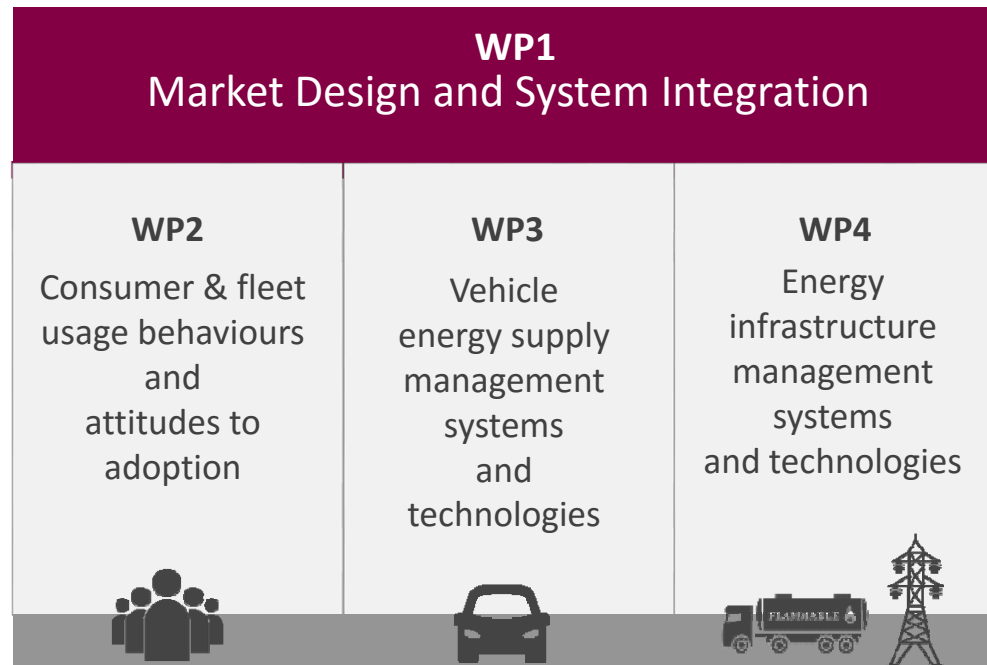 WP1
Market Design and System Integration
WP2
Consumer & fleet
usage behaviours
and
attitudes to
adoption
WP3
Vehicle
energy supply
management
systems
and
technologies
WP4
Energy
infrastructure
management
systems
and technologies
FLAMMABLE